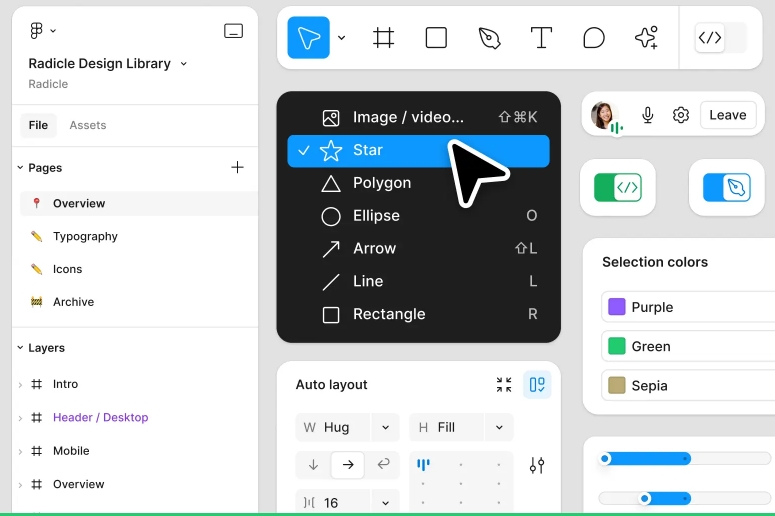 Radicle Design Library
Radicle
File Assets
Pages
Overview
Typography
Icons
Archive
Layers
Intro
Header / Desktop
Mobile
Overview
T
</>
Image / video... ⇧⌘K
Star
Polygon
Ellipse O
Arrow ⇧L
Line L
Rectangle R
Auto layout
W Hug
H Fill
16
Leave
</>
Selection colors
Purple
Green
Sepia